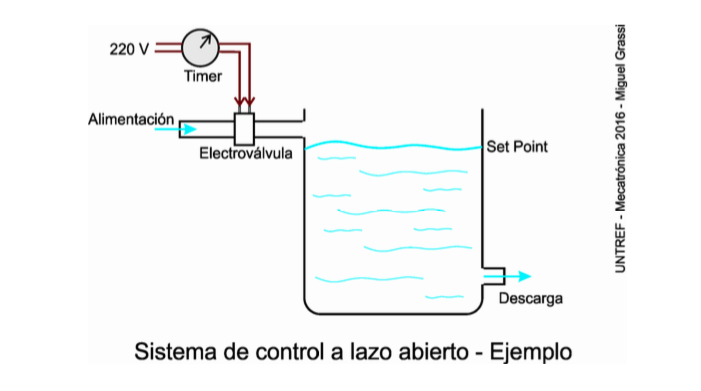 220 V
Timer
Alimentación
Electroválvula
Set Point
Descarga
Sistema de control a lazo abierto - Ejemplo
UNTREF - Mecatrónica 2016 - Miguel Grassi